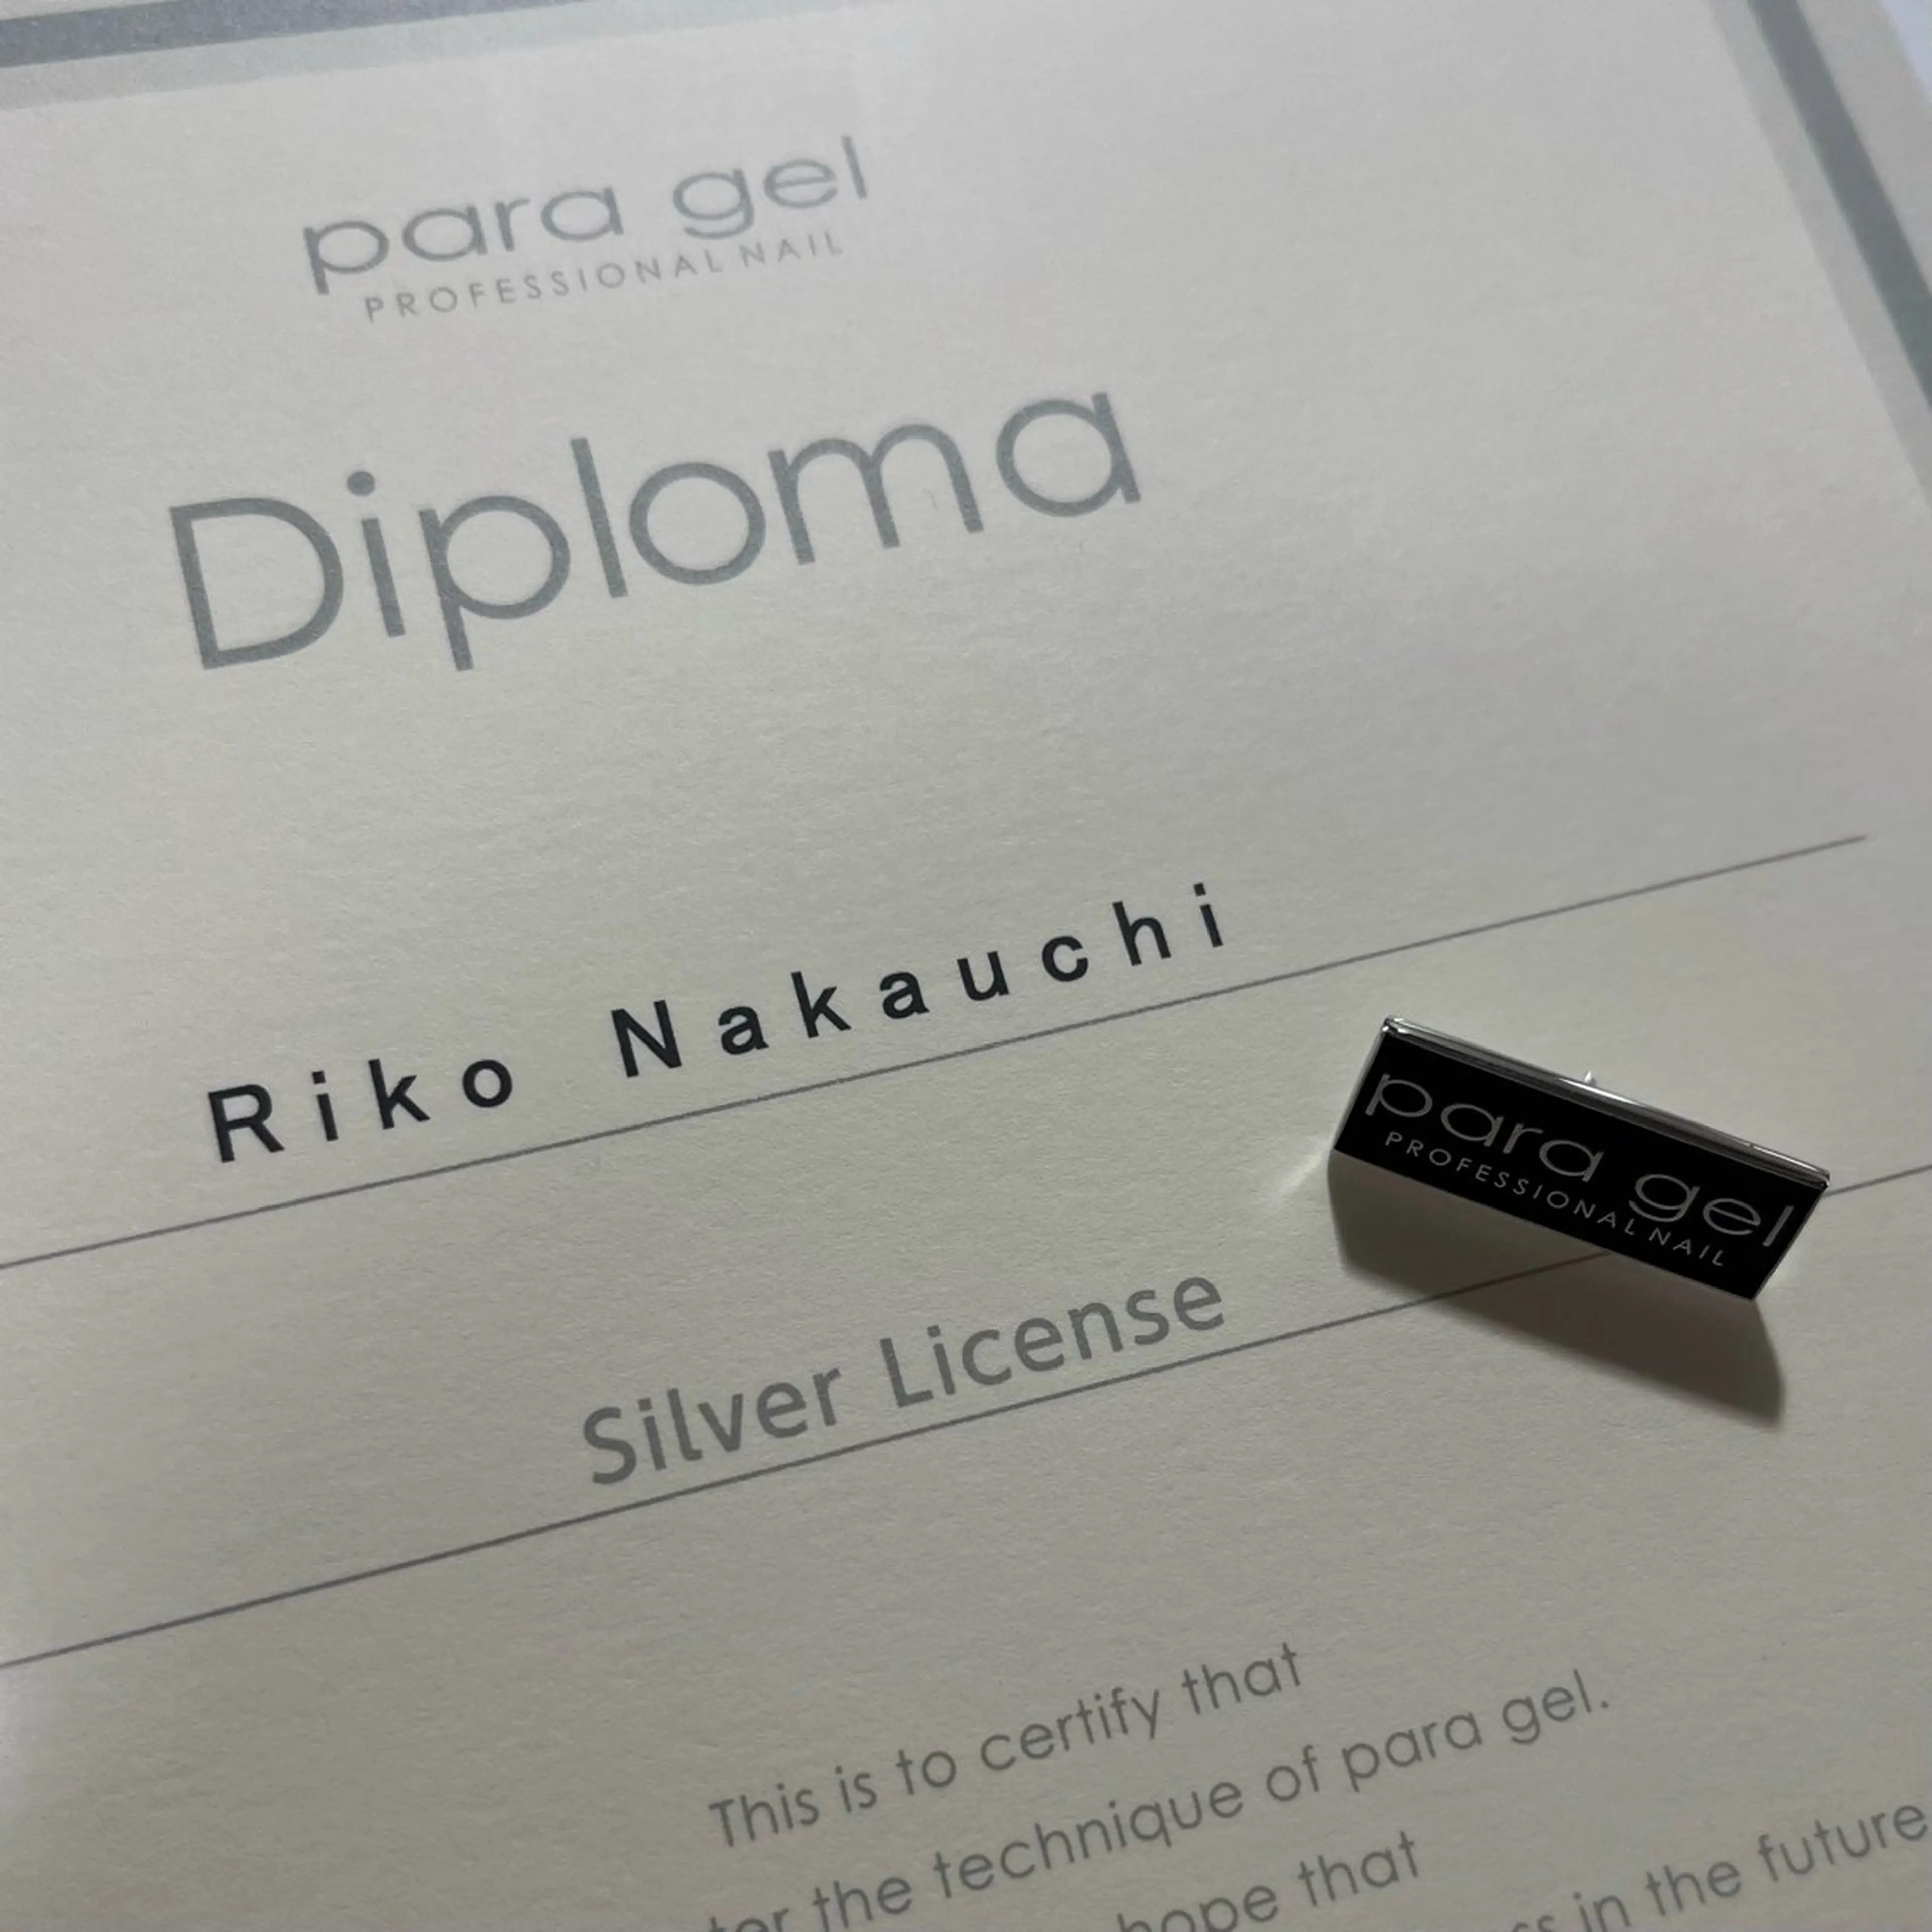 para gel
PROFESSIONAL NAIL
Diploma
Riko Nakauchi
para gel
PROFESSIONAL NAIL
Silver License
This is to certify that
the technique of para gel.
hope that
in the future